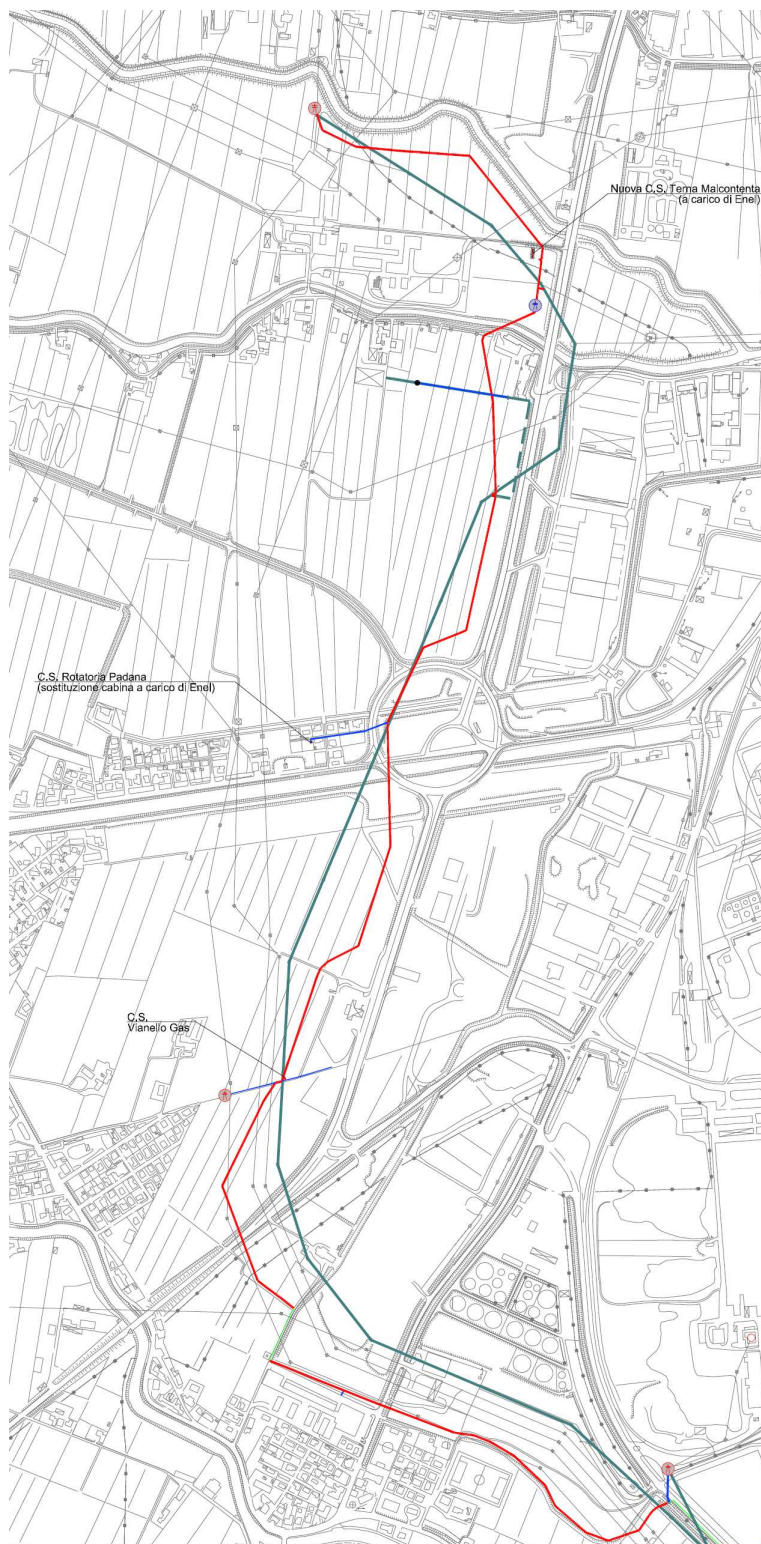 Nuova C.S. Terna Malcontenta
(a carico di Enel)
C.S. Rotatoria Padana
(sostituzione cabina a carico di Enel)
C.S.
Vianello Gas